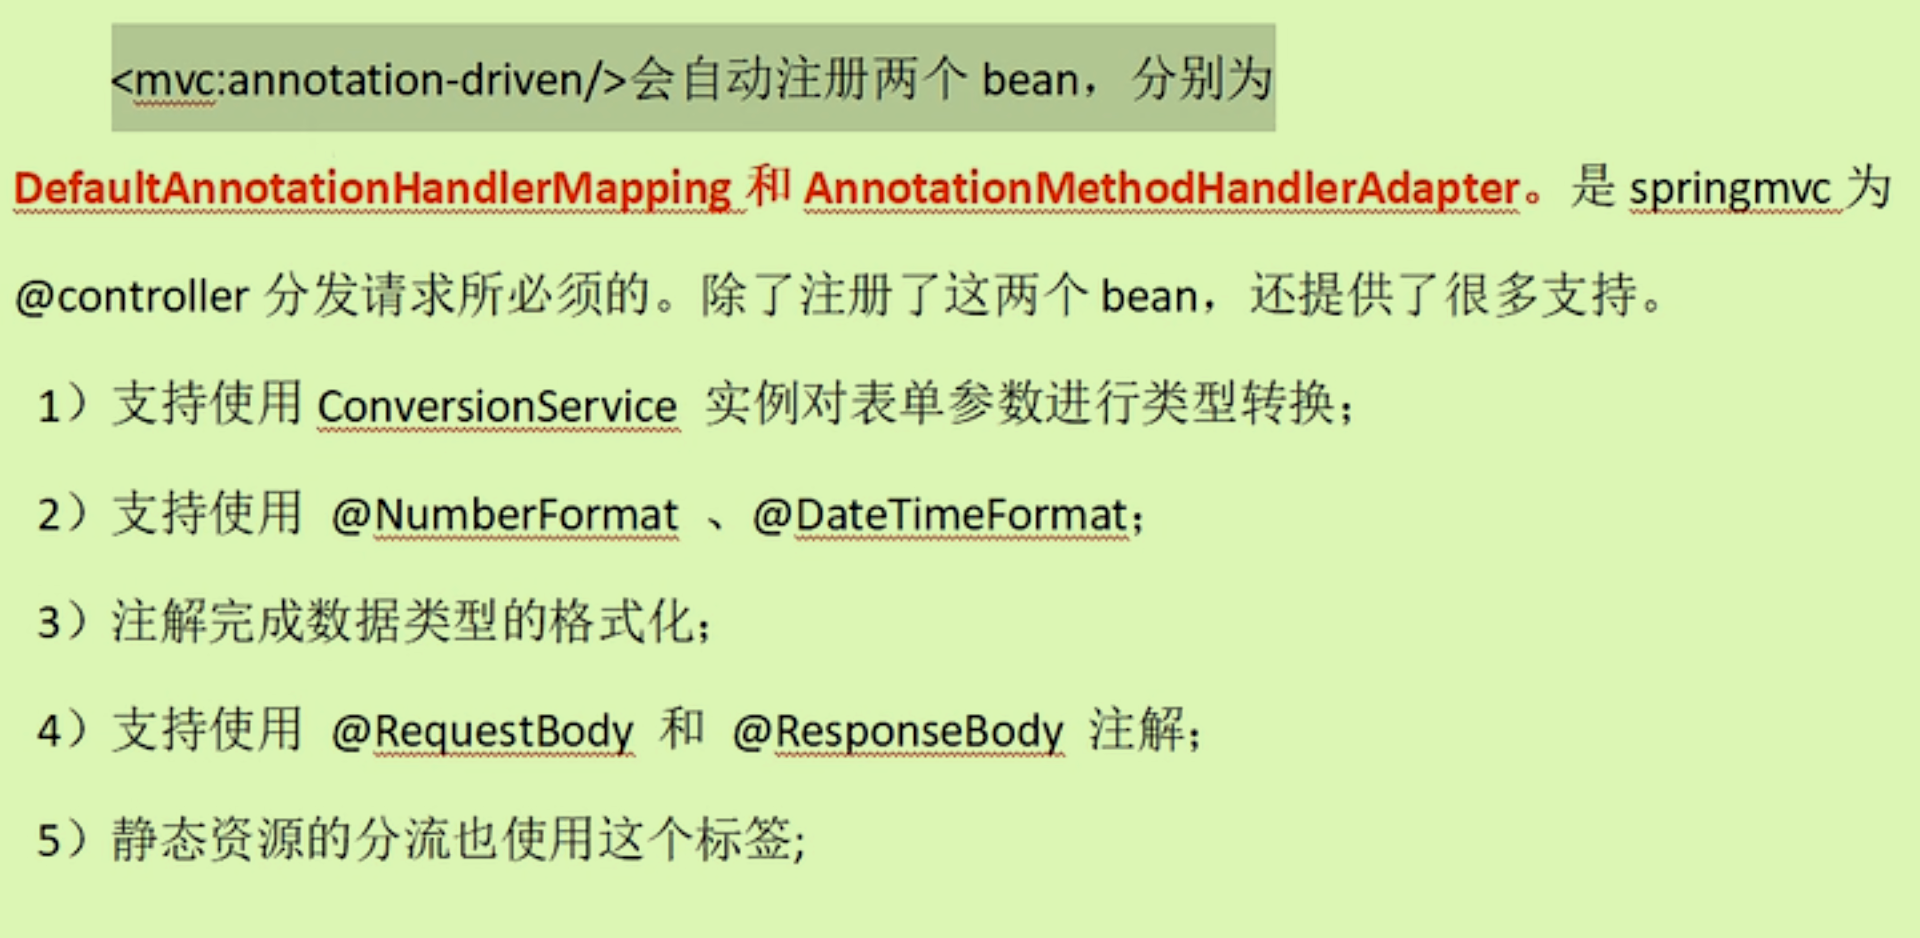 <mvc:annotation-driven/>会自动注册两个 bean，分别为
DefaultAnnotationHandlerMapping 和 AnnotationMethodHandlerAdapter。是 springmvc 为
@controller 分发请求所必须的。除了注册了这两个 bean，还提供了很多支持。
1）支持使用 ConversionService 实例对表单参数进行类型转换；
2）支持使用 @NumberFormat 、@DateTimeFormat；
3）注解完成数据类型的格式化；
4）支持使用 @RequestBody 和 @ResponseBody 注解；
5）静态资源的分流也使用这个标签;